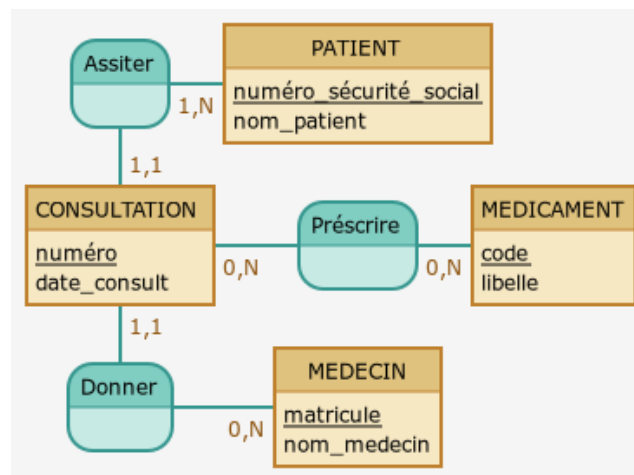 Assiter
PATIENT
numéro_sécurité_social
nom_patient
1,N
1,1
CONSULTATION
numéro
date_consult
0,N
Préscrire
0,N
MEDICAMENT
code
libelle
1,1
Donner
0,N
MEDECIN
matricule
nom_medecin